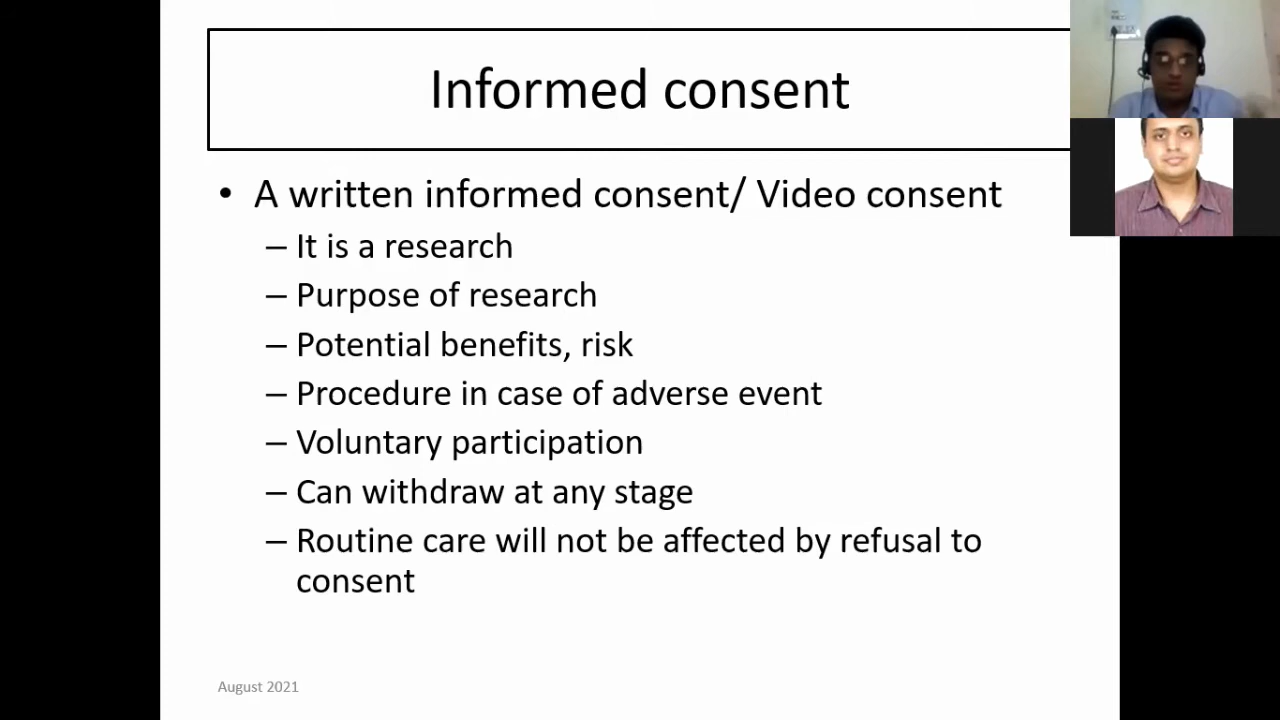 Informed consent
• A written informed consent/ Video consent
– It is a research
– Purpose of research
– Potential benefits, risk
– Procedure in case of adverse event
– Voluntary participation
– Can withdraw at any stage
– Routine care will not be affected by refusal to
consent
August 2021